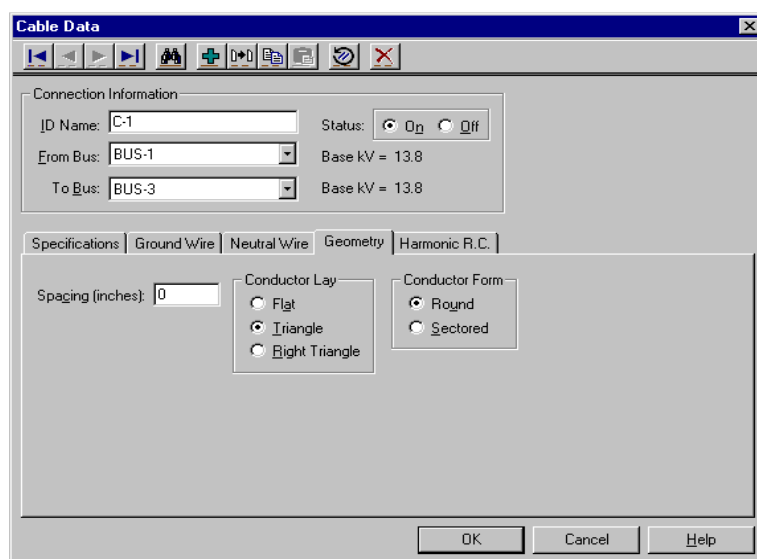 Cable Data
Connection Information
ID Name: C-1
Status: On Off
From Bus: BUS-1
Base kV = 13.8
To Bus: BUS-3
Base kV = 13.8
Specifications Ground Wire Neutral Wire Geometry Harmonic R.C.
Spacing (inches): 0
Conductor Lay
Flat
Triangle
Right Triangle
Conductor Form
Round
Sectored
OK Cancel Help